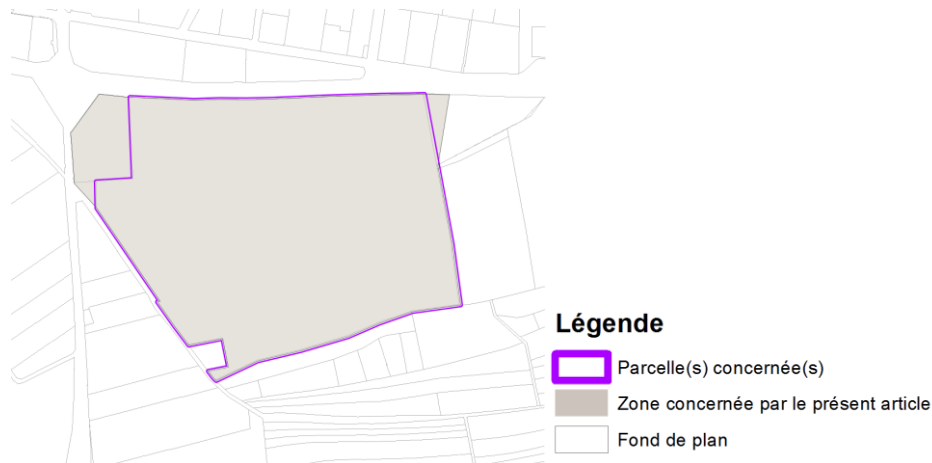 Légende
Parcelle(s) concernée(s)
Zone concernée par le présent article
Fond de plan